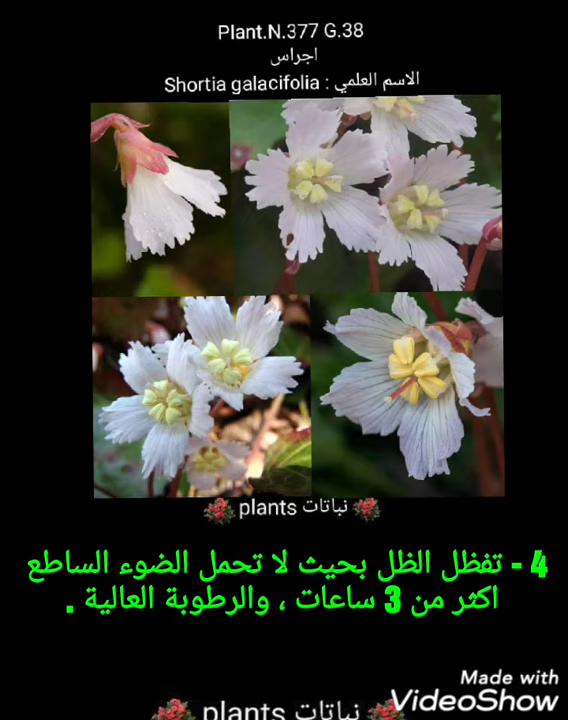 Plant.N.377 G.38
اجراس
الاسم العلمي : Shortia galacifolia
نباتات plants
4 - تفظل الظل بحيث لا تحمل الضوء الساطع
اكثر من 3 ساعات ، والرطوبة العالية .
Made with
VideoShow
نباتات plants